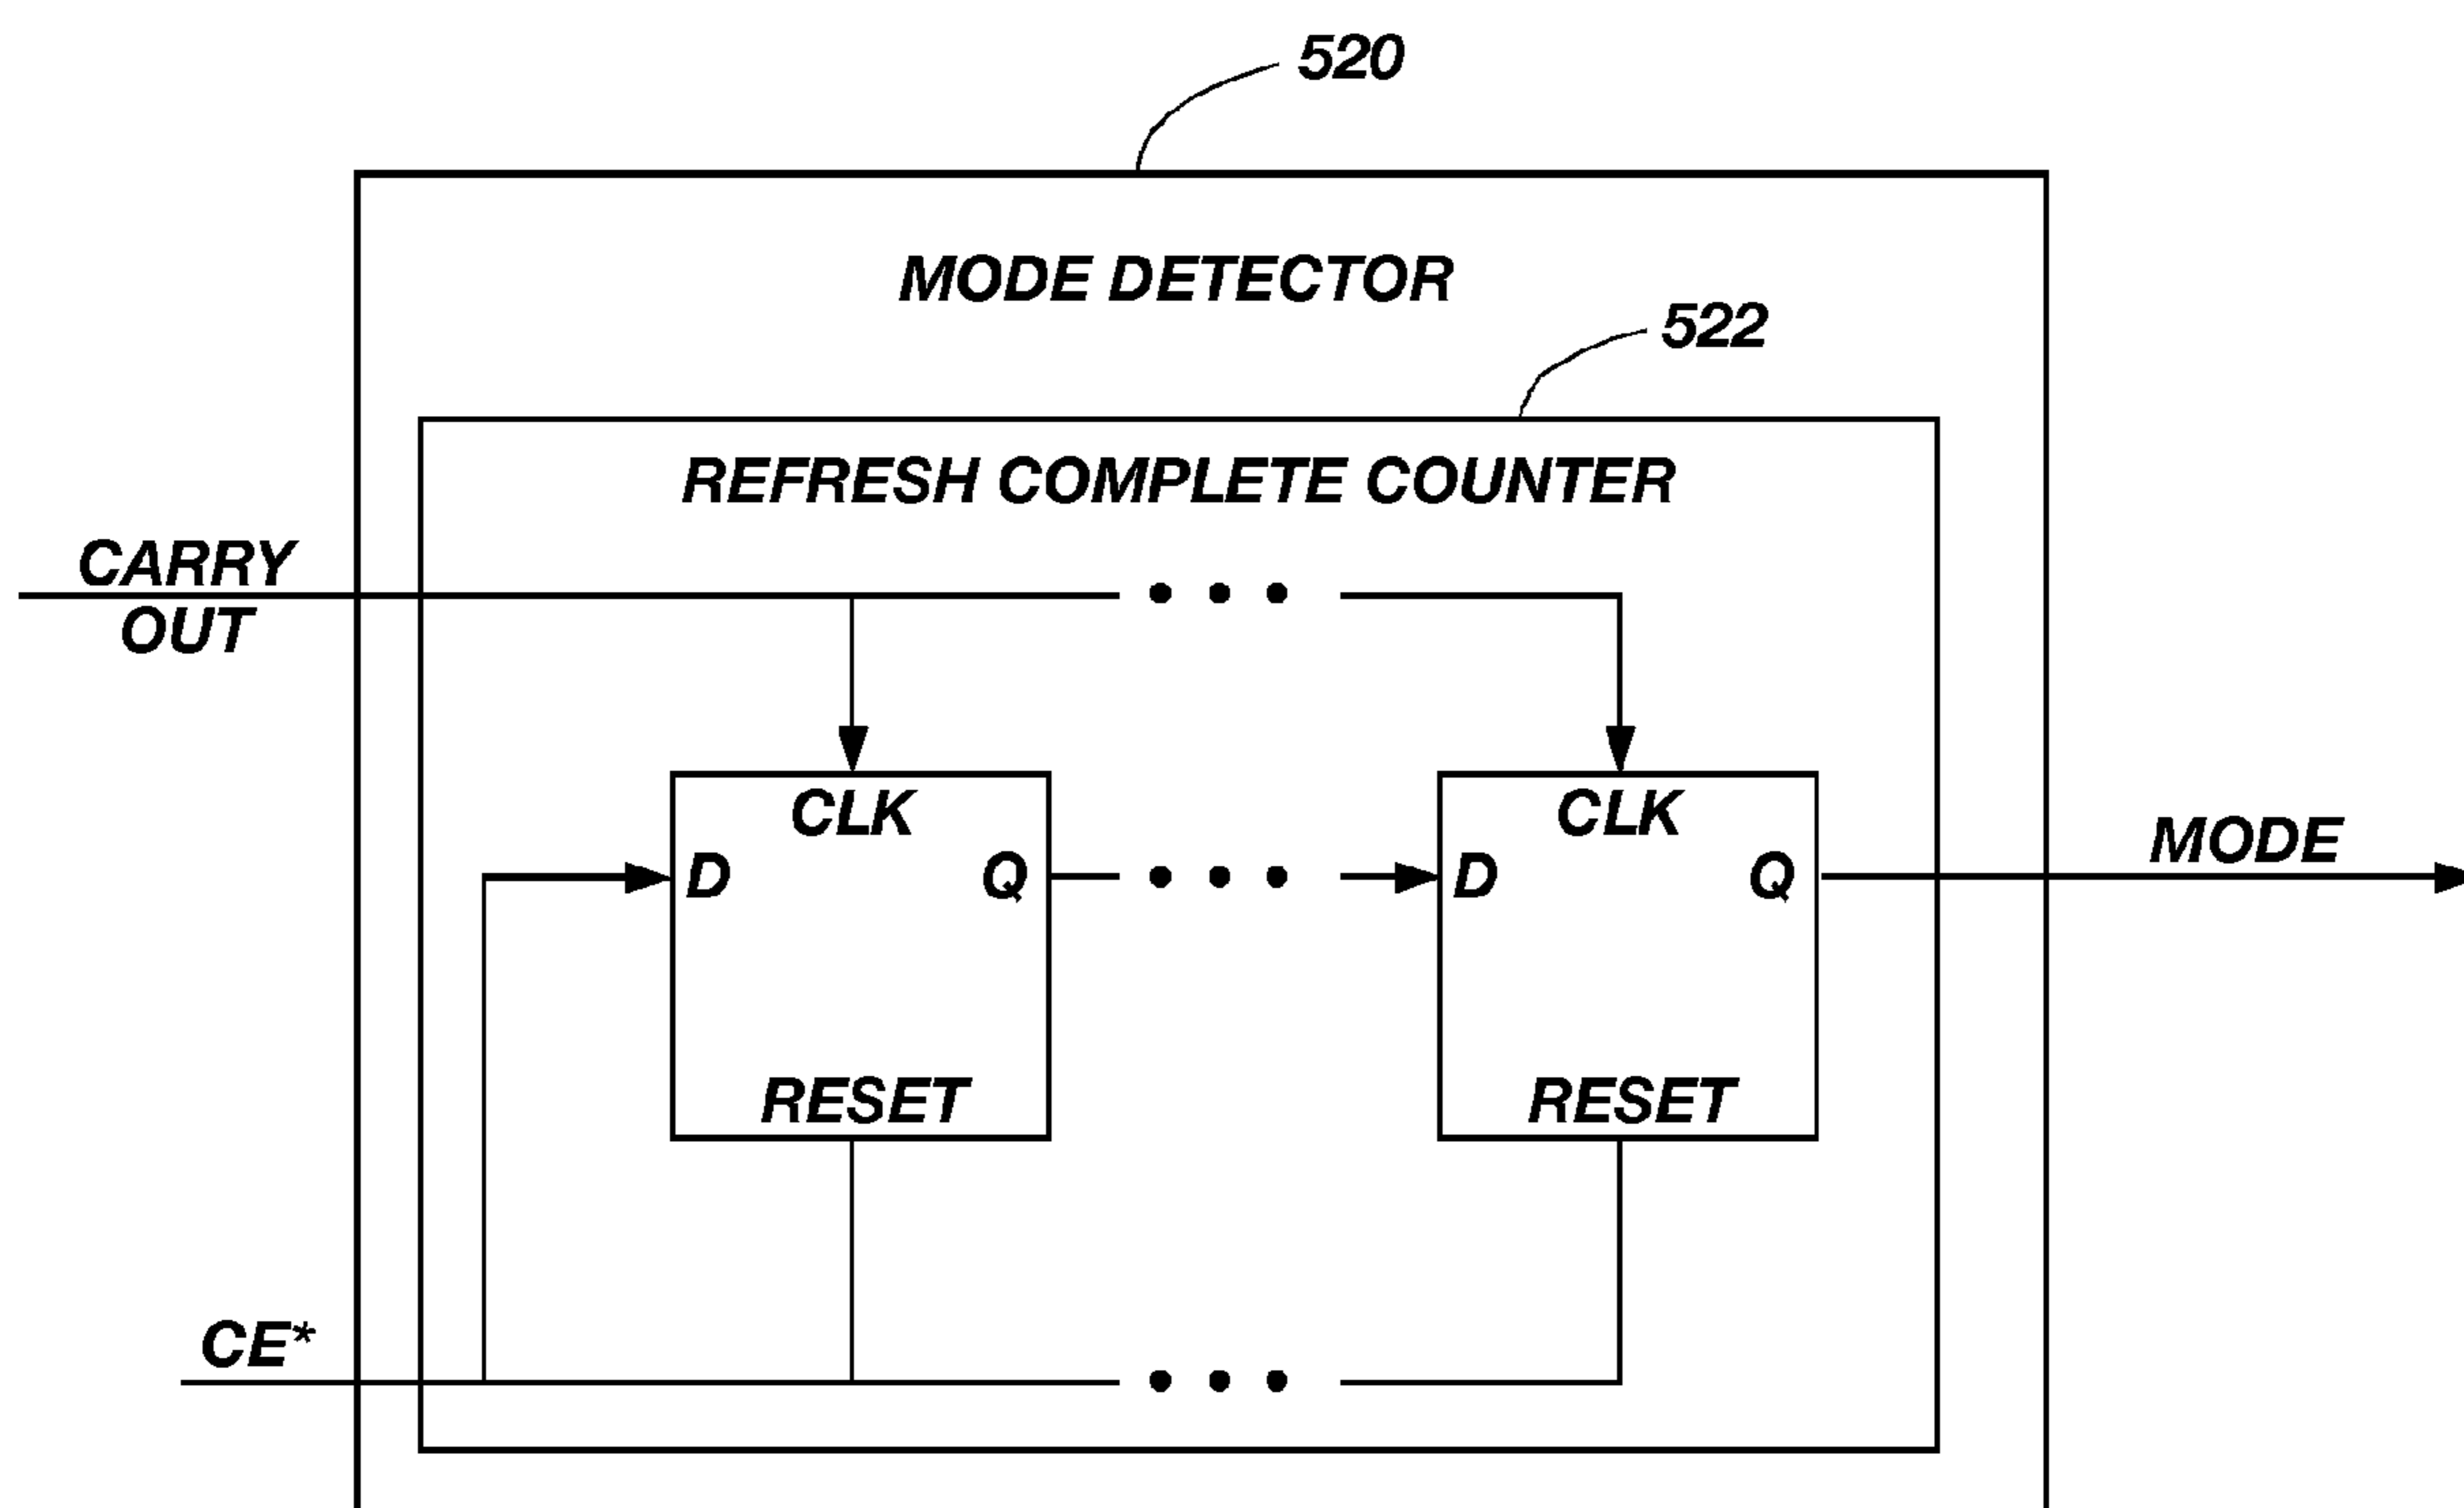 520
MODE DETECTOR
522
REFRESH COMPLETE COUNTER
CARRY
OUT
CLK
CLK
D
Q
D
Q
MODE
RESET
RESET
CE*